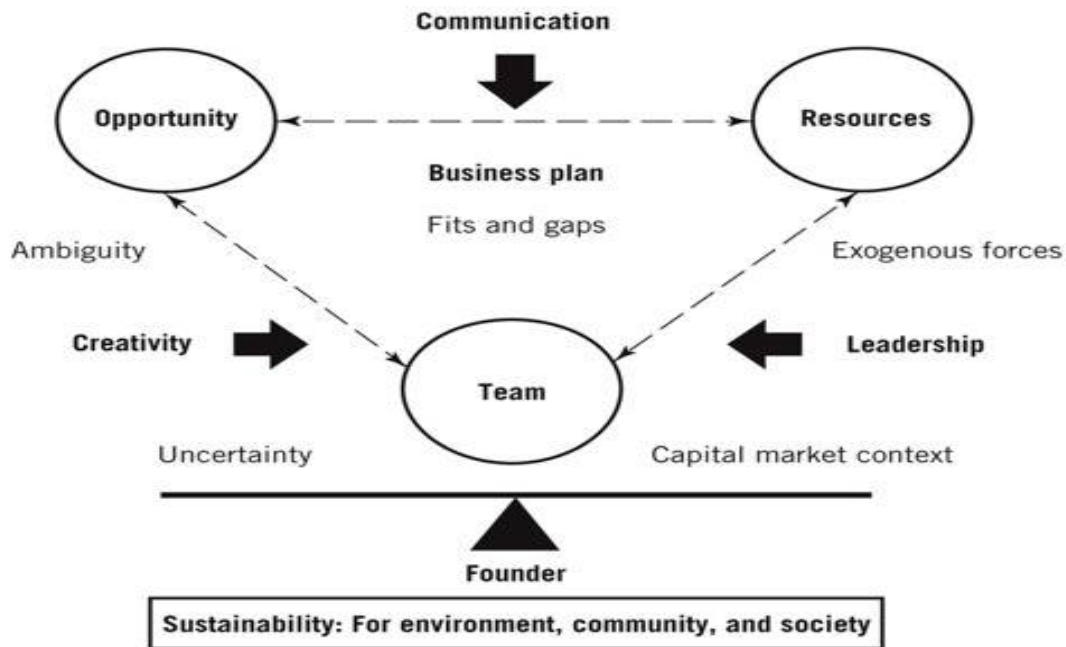 Communication
Opportunity
Resources
Business plan
Fits and gaps
Ambiguity
Exogenous forces
Creativity
Leadership
Team
Uncertainty
Capital market context
Founder
Sustainability: For environment, community, and society